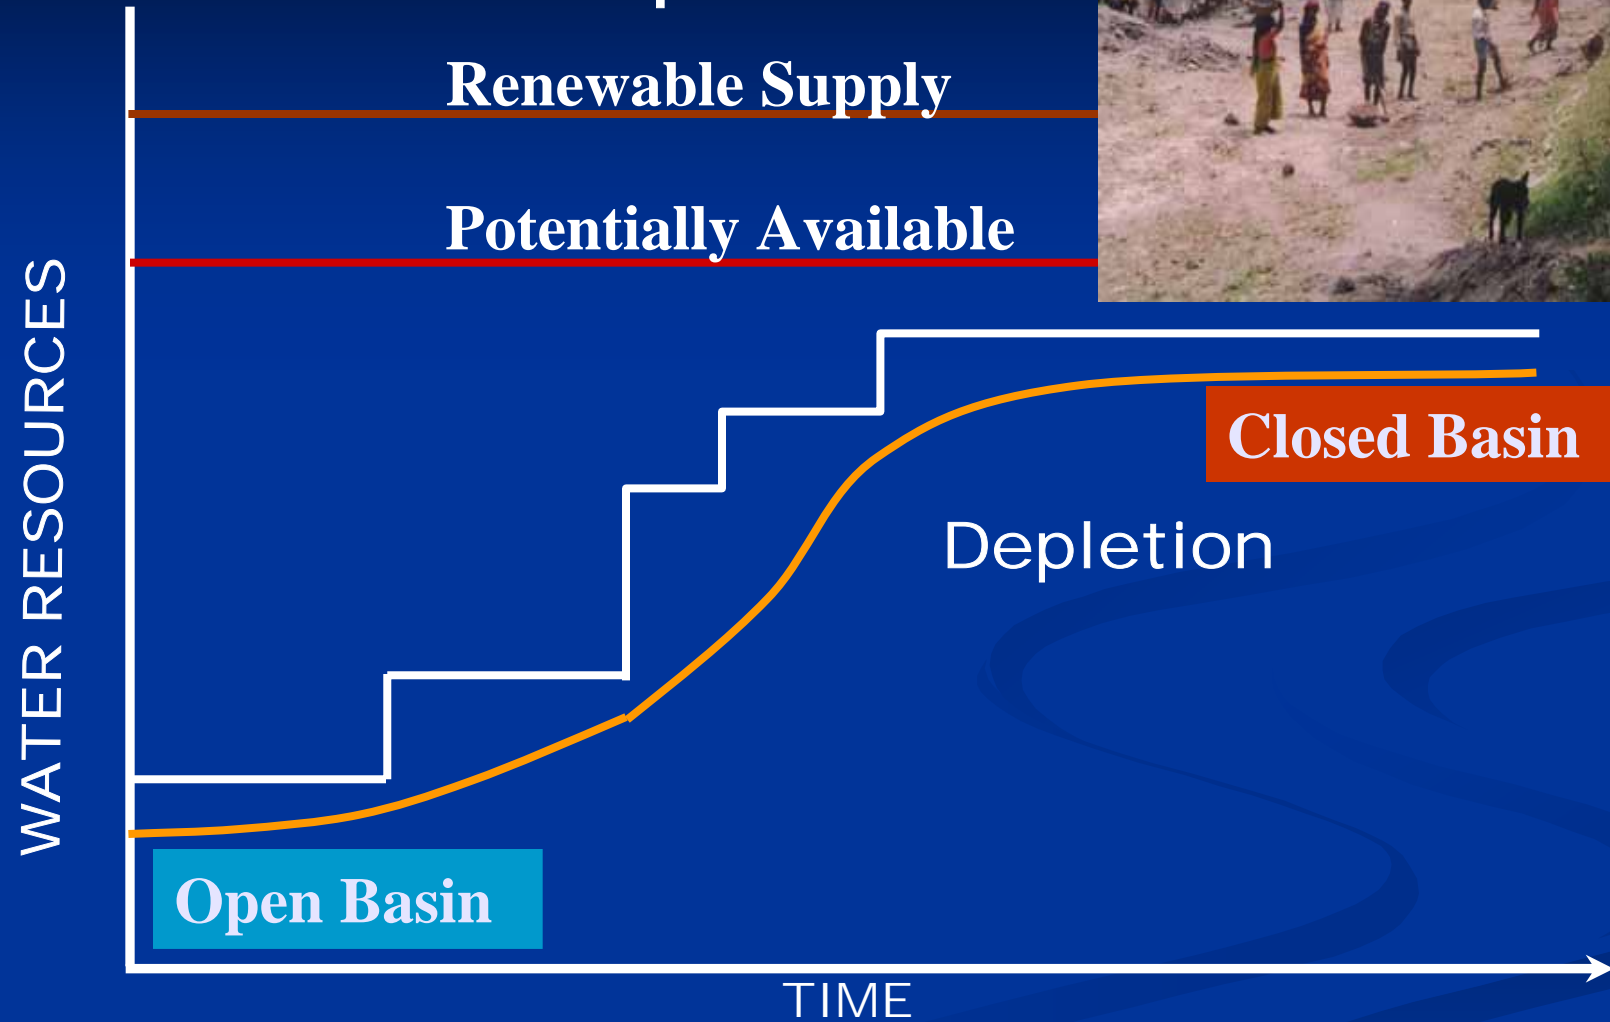 Renewable Supply
Potentially Available
WATER RESOURCES
Closed Basin
Depletion
Open Basin
TIME